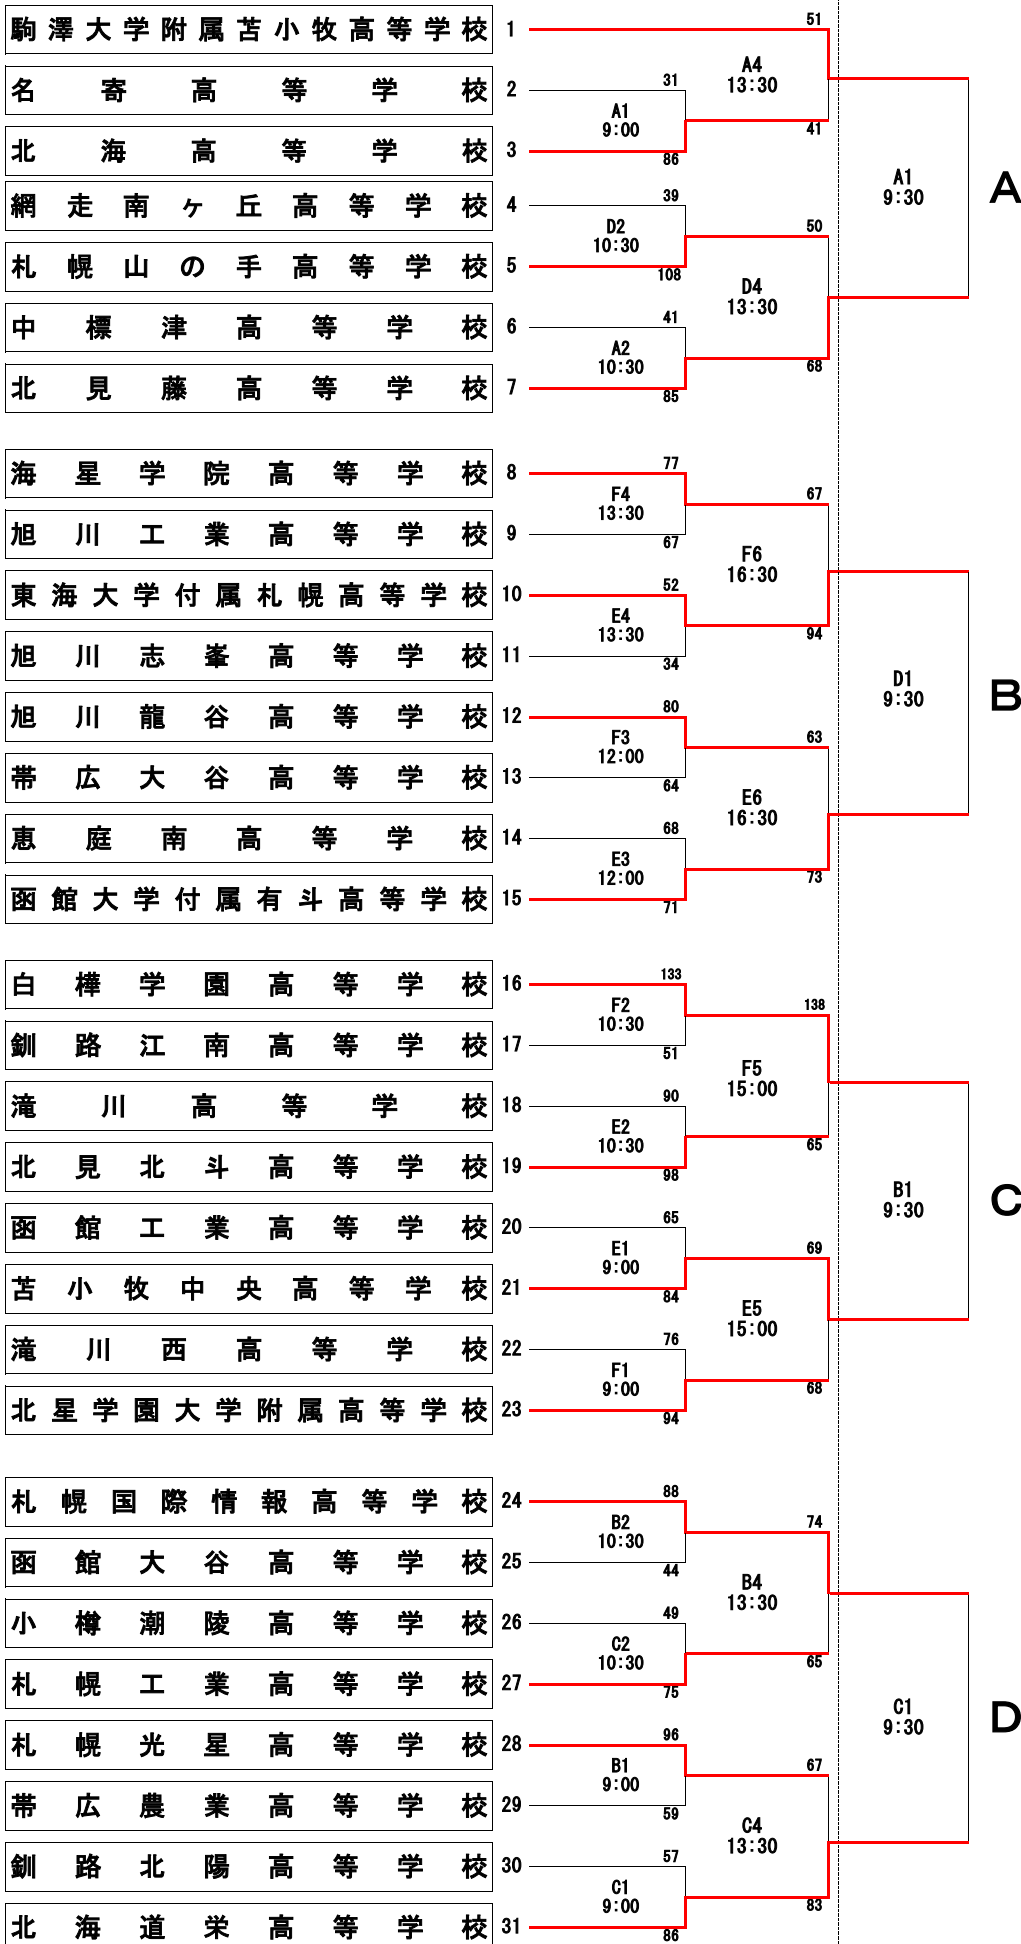 駒澤大学附属苫小牧高等学校 1 51
A4
13:30
名寄高等学校 2 31
A1
9:00
41
北海高等学校 3 86
A1
9:30
A
網走南ヶ丘高等学校 4 39
D2
10:30
50
札幌山の手高等学校 5 108
D4
13:30
中標津高等学校 6 41
A2
10:30
68
北見藤高等学校 7 85
海星学院高等学校 8 77
F4
13:30
67
旭川工業高等学校 9 67
F6
16:30
東海大学付属札幌高等学校 10 52
E4
13:30
94
旭川志峯高等学校 11 34
D1
9:30
B
旭川龍谷高等学校 12 80
F3
12:00
63
帯広大谷高等学校 13 64
E6
16:30
恵庭南高等学校 14 68
E3
12:00
73
函館大学付属有斗高等学校 15 71
白樺学園高等学校 16 133
F2
10:30
138
釧路江南高等学校 17 51
F5
15:00
滝川高等学校 18 90
E2
10:30
65
北見北斗高等学校 19 98
B1
9:30
C
函館工業高等学校 20 65
E1
9:00
69
苫小牧中央高等学校 21 84
E5
15:00
滝川西高等学校 22 76
F1
9:00
68
北星学園大学附属高等学校 23 94
札幌国際情報高等学校 24 88
B2
10:30
74
函館大谷高等学校 25 44
B4
13:30
小樽潮陵高等学校 26 49
C2
10:30
65
札幌工業高等学校 27 75
C1
9:30
D
札幌光星高等学校 28 96
B1
9:00
67
帯広農業高等学校 29 59
C4
13:30
釧路北陽高等学校 30 57
C1
9:00
83
北海道栄高等学校 31 86